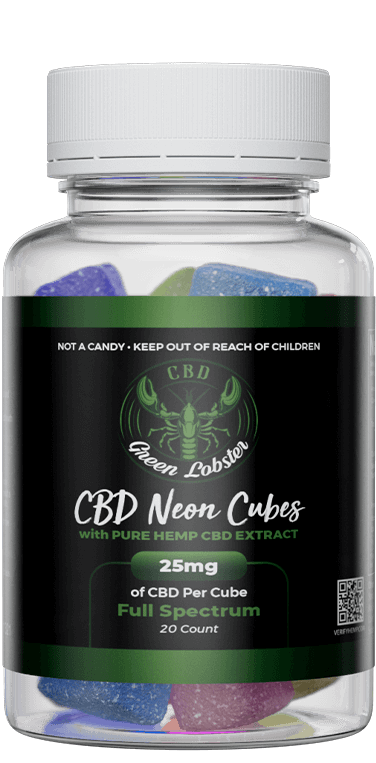 NOT A CANDY • KEEP OUT OF REACH OF CHILDREN
CBD
Green Lobster
CBD Neon Cubes
with PURE HEMP CBD EXTRACT
25mg
of CBD Per Cube
Full Spectrum
20 Count